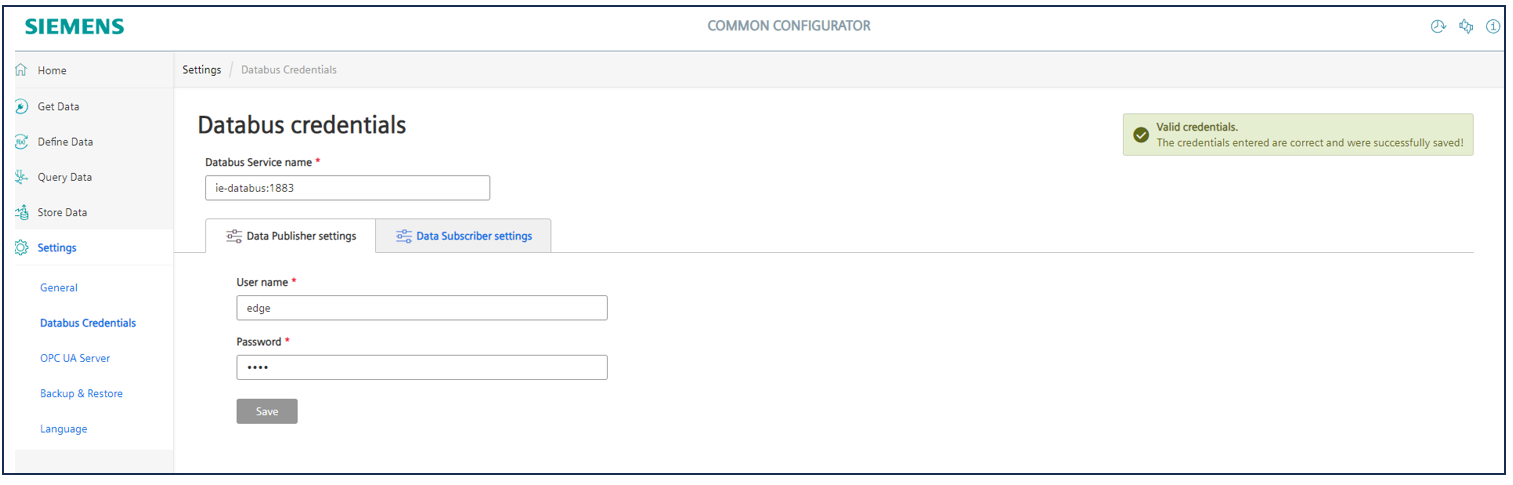 SIEMENS
COMMON CONFIGURATOR
Home
Get Data
Define Data
Query Data
Store Data
Settings
General
Databus Credentials
OPC UA Server
Backup & Restore
Language
Settings / Databus Credentials
Databus credentials
Valid credentials.
The credentials entered are correct and were successfully saved!
Databus Service name *
ie-databus:1883
Data Publisher settings
Data Subscriber settings
User name *
edge
Password *
••••
Save